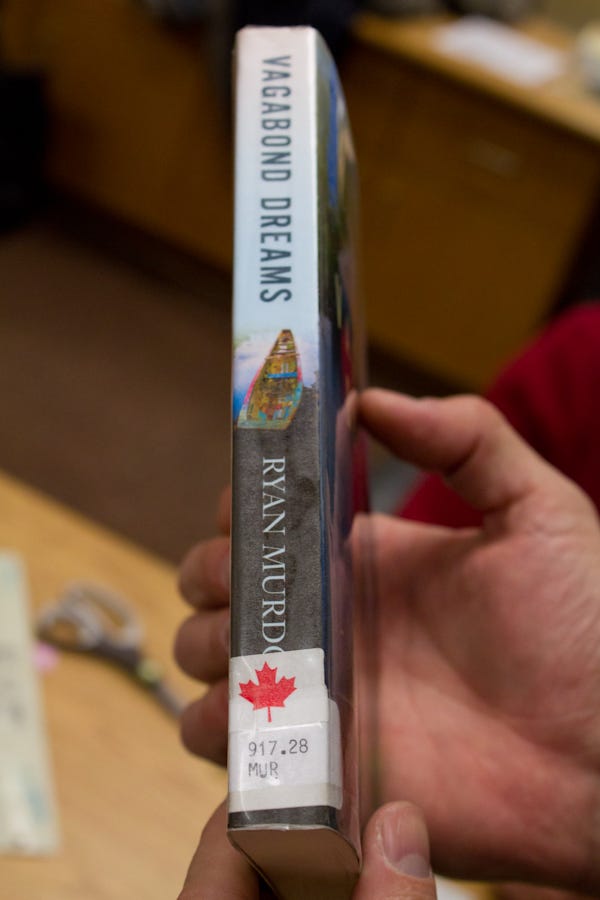 VAGABOND DREAMS
RYAN MURDO
917.28
MUR